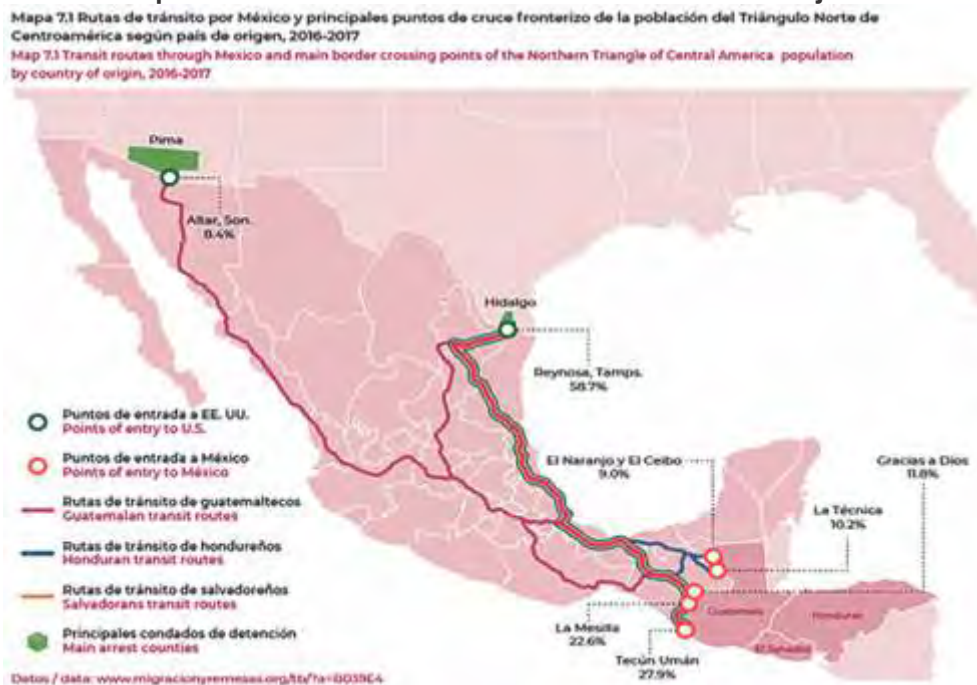 Mapa 7.1 Rutas de tránsito por México y principales puntos de cruce fronterizo de la población del Triángulo Norte de
Centroamérica según país de origen, 2016-2017
Map 7.1 Transit routes through Mexico and main border crossing points of the Northern Triangle of Central America population
by country of origin, 2016-2017
Pima
Altar, Son.
8.4%
Hidalgo
Reynosa, Tamps.
58.7%
El Naranjo y El Ceibo
9.0%
Gracias a Dios
11.8%
La Técnica
10.2%
Puntos de entrada a EE. UU.
Points of entry to U.S.
Puntos de entrada a México
Points of entry to México
Rutas de tránsito de guatemaltecos
Guatemalan transit routes
Rutas de tránsito de hondureños
Honduran transit routes
Rutas de tránsito de salvadoreños
Salvadorans transit routes
Principales condados de detención
Main arrest counties
Guatemala
Honduras
El Salvador
La Mesilla
22.6%
Tecún Umán
27.9%
Datos / data: www.migracionyremesas.org/tb/?a=BD39E4